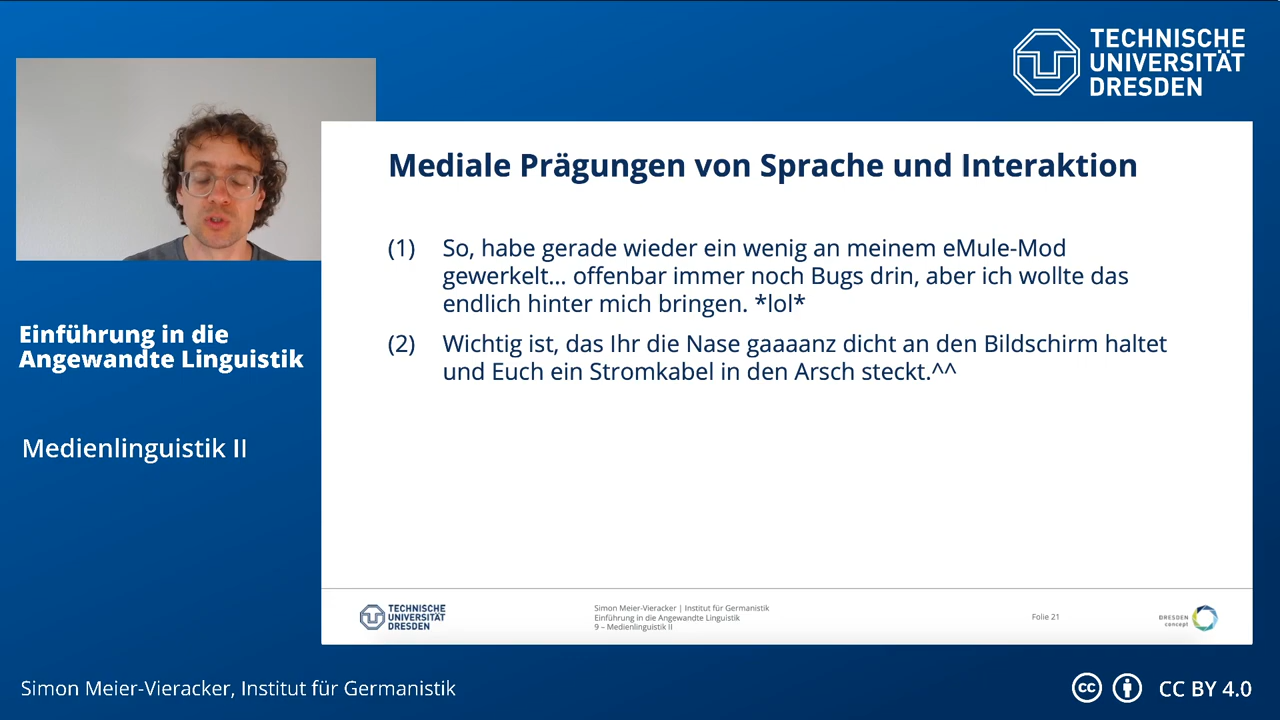 TECHNISCHE
UNIVERSITÄT
DRESDEN
Mediale Prägungen von Sprache und Interaktion
(1) So, habe gerade wieder ein wenig an meinem eMule-Mod
gewerkelt... offenbar immer noch Bugs drin, aber ich wollte das
endlich hinter mich bringen. *lol*
(2) Wichtig ist, das Ihr die Nase gaaaanz dicht an den Bildschirm haltet
und Euch ein Stromkabel in den Arsch steckt.^^
Einführung in die
Angewandte Linguistik
Medienlinguistik II
TECHNISCHE
UNIVERSITÄT
DRESDEN
Simon Meier-Vieracker | Institut für Germanistik
Einführung in die Angewandte Linguistik
9 – Medienlinguistik II
Folie 21
DRESDEN
concept
Simon Meier-Vieracker, Institut für Germanistik
cc CC BY 4.0